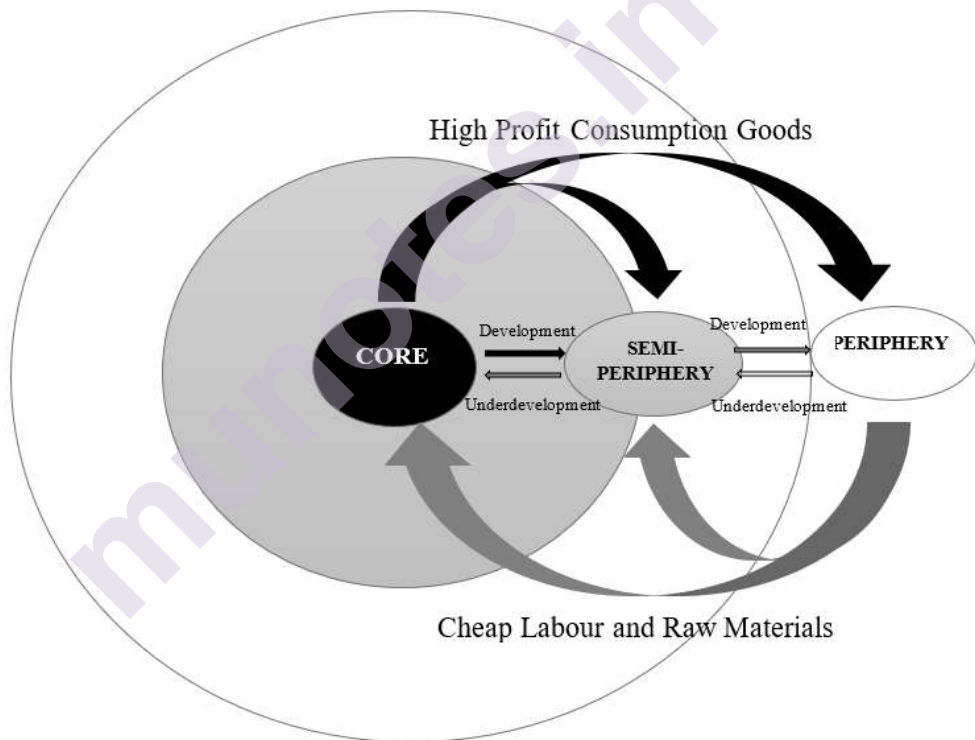 High Profit Consumption Goods
Development
Development
CORE
SEMI-
PERIPHERY
PERIPHERY
Underdevelopment
Underdevelopment
Cheap Labour and Raw Materials
munotes.in